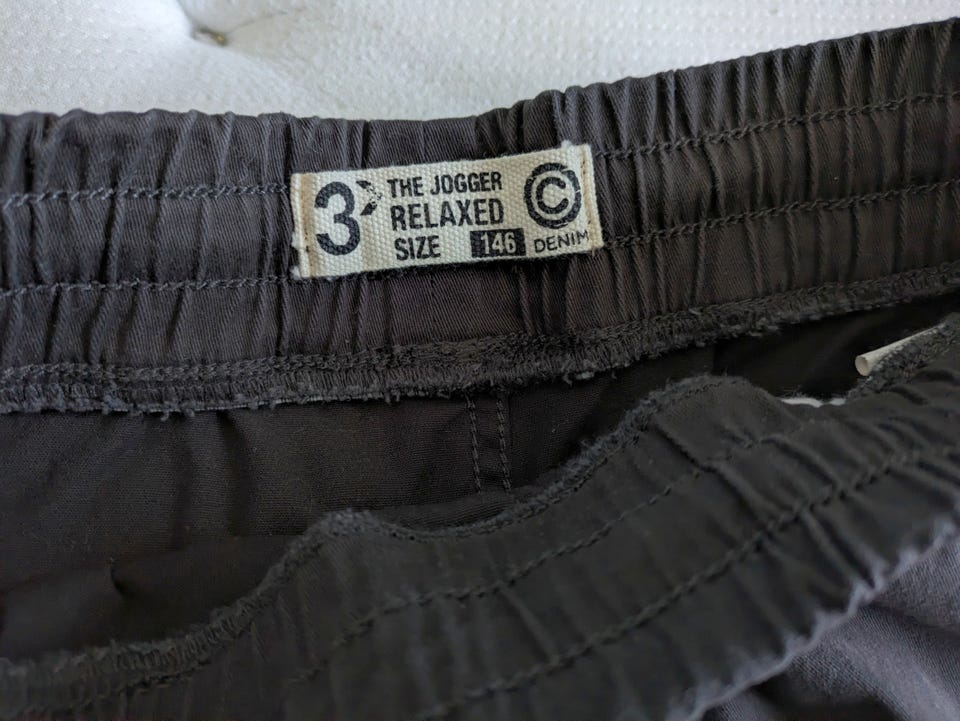 3 THE JOGGER
RELAXED
SIZE 146
© DENIM